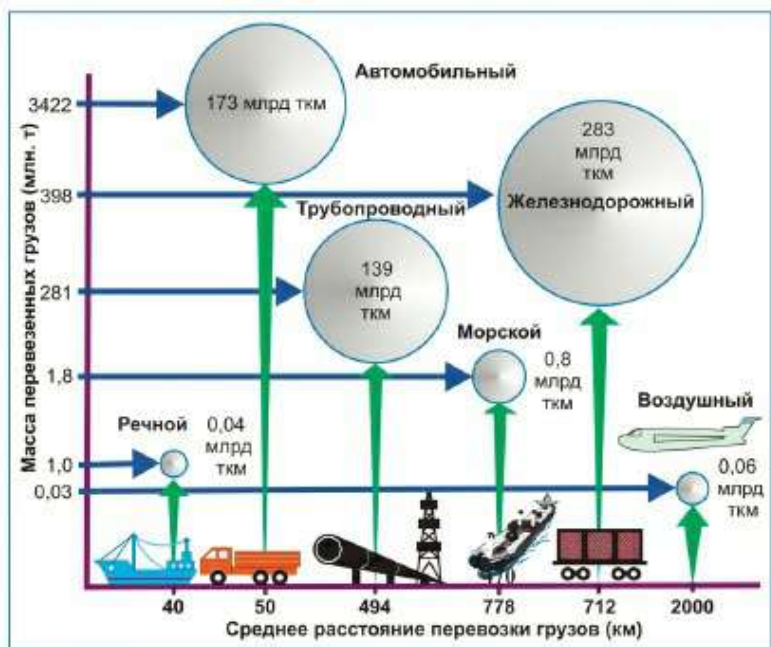 Масса перевезенных грузов (млн. т)
3422
398
281
1,8
1,0
0,03
Автомобильный
173 млрд ткм
283
млрд
ткм
Железнодорожный
Трубопроводный
139
млрд
ткм
Морской
0,8
млрд
ткм
Речной
0,04
млрд
ткм
Воздушный
0,06
млрд
ткм
40 50 494 778 712 2000
Среднее расстояние перевозки грузов (км)